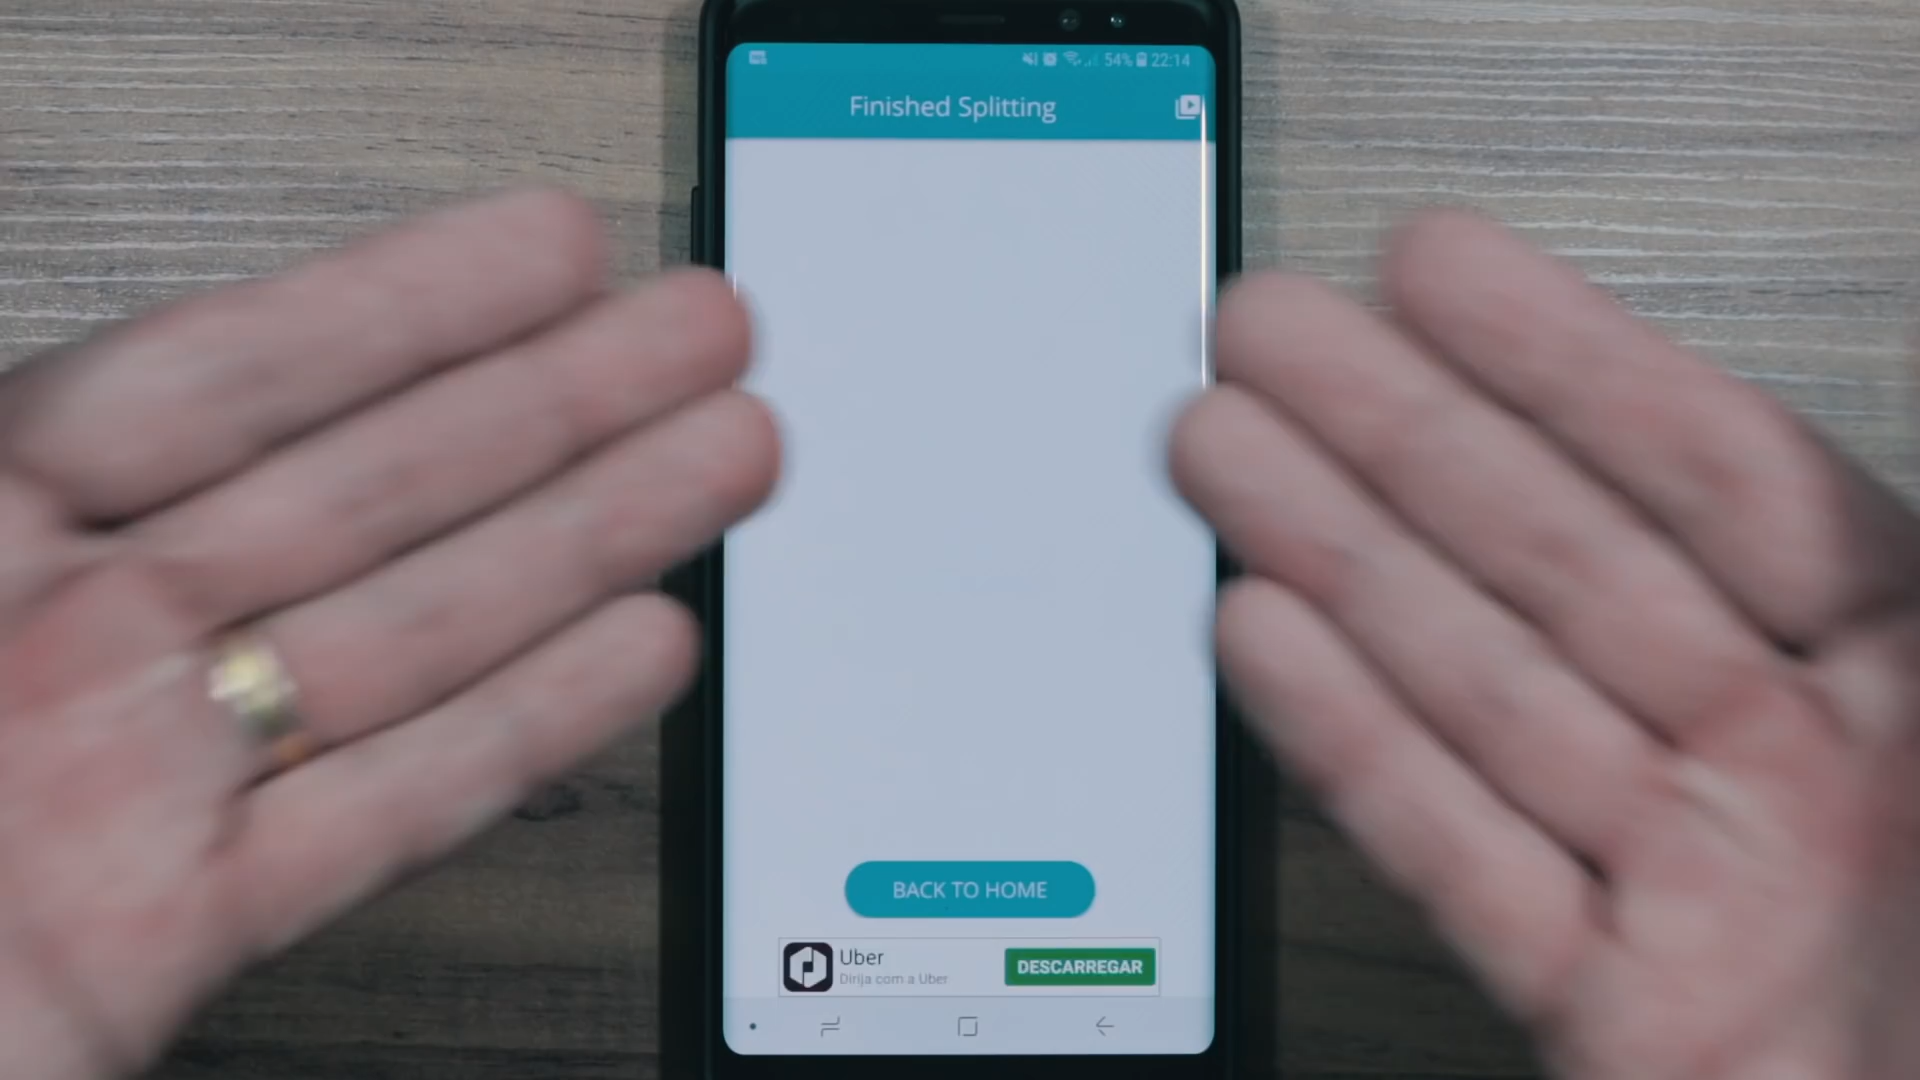 54% 22:14
Finished Splitting
BACK TO HOME
Uber
Dirija com a Uber
DESCARREGAR